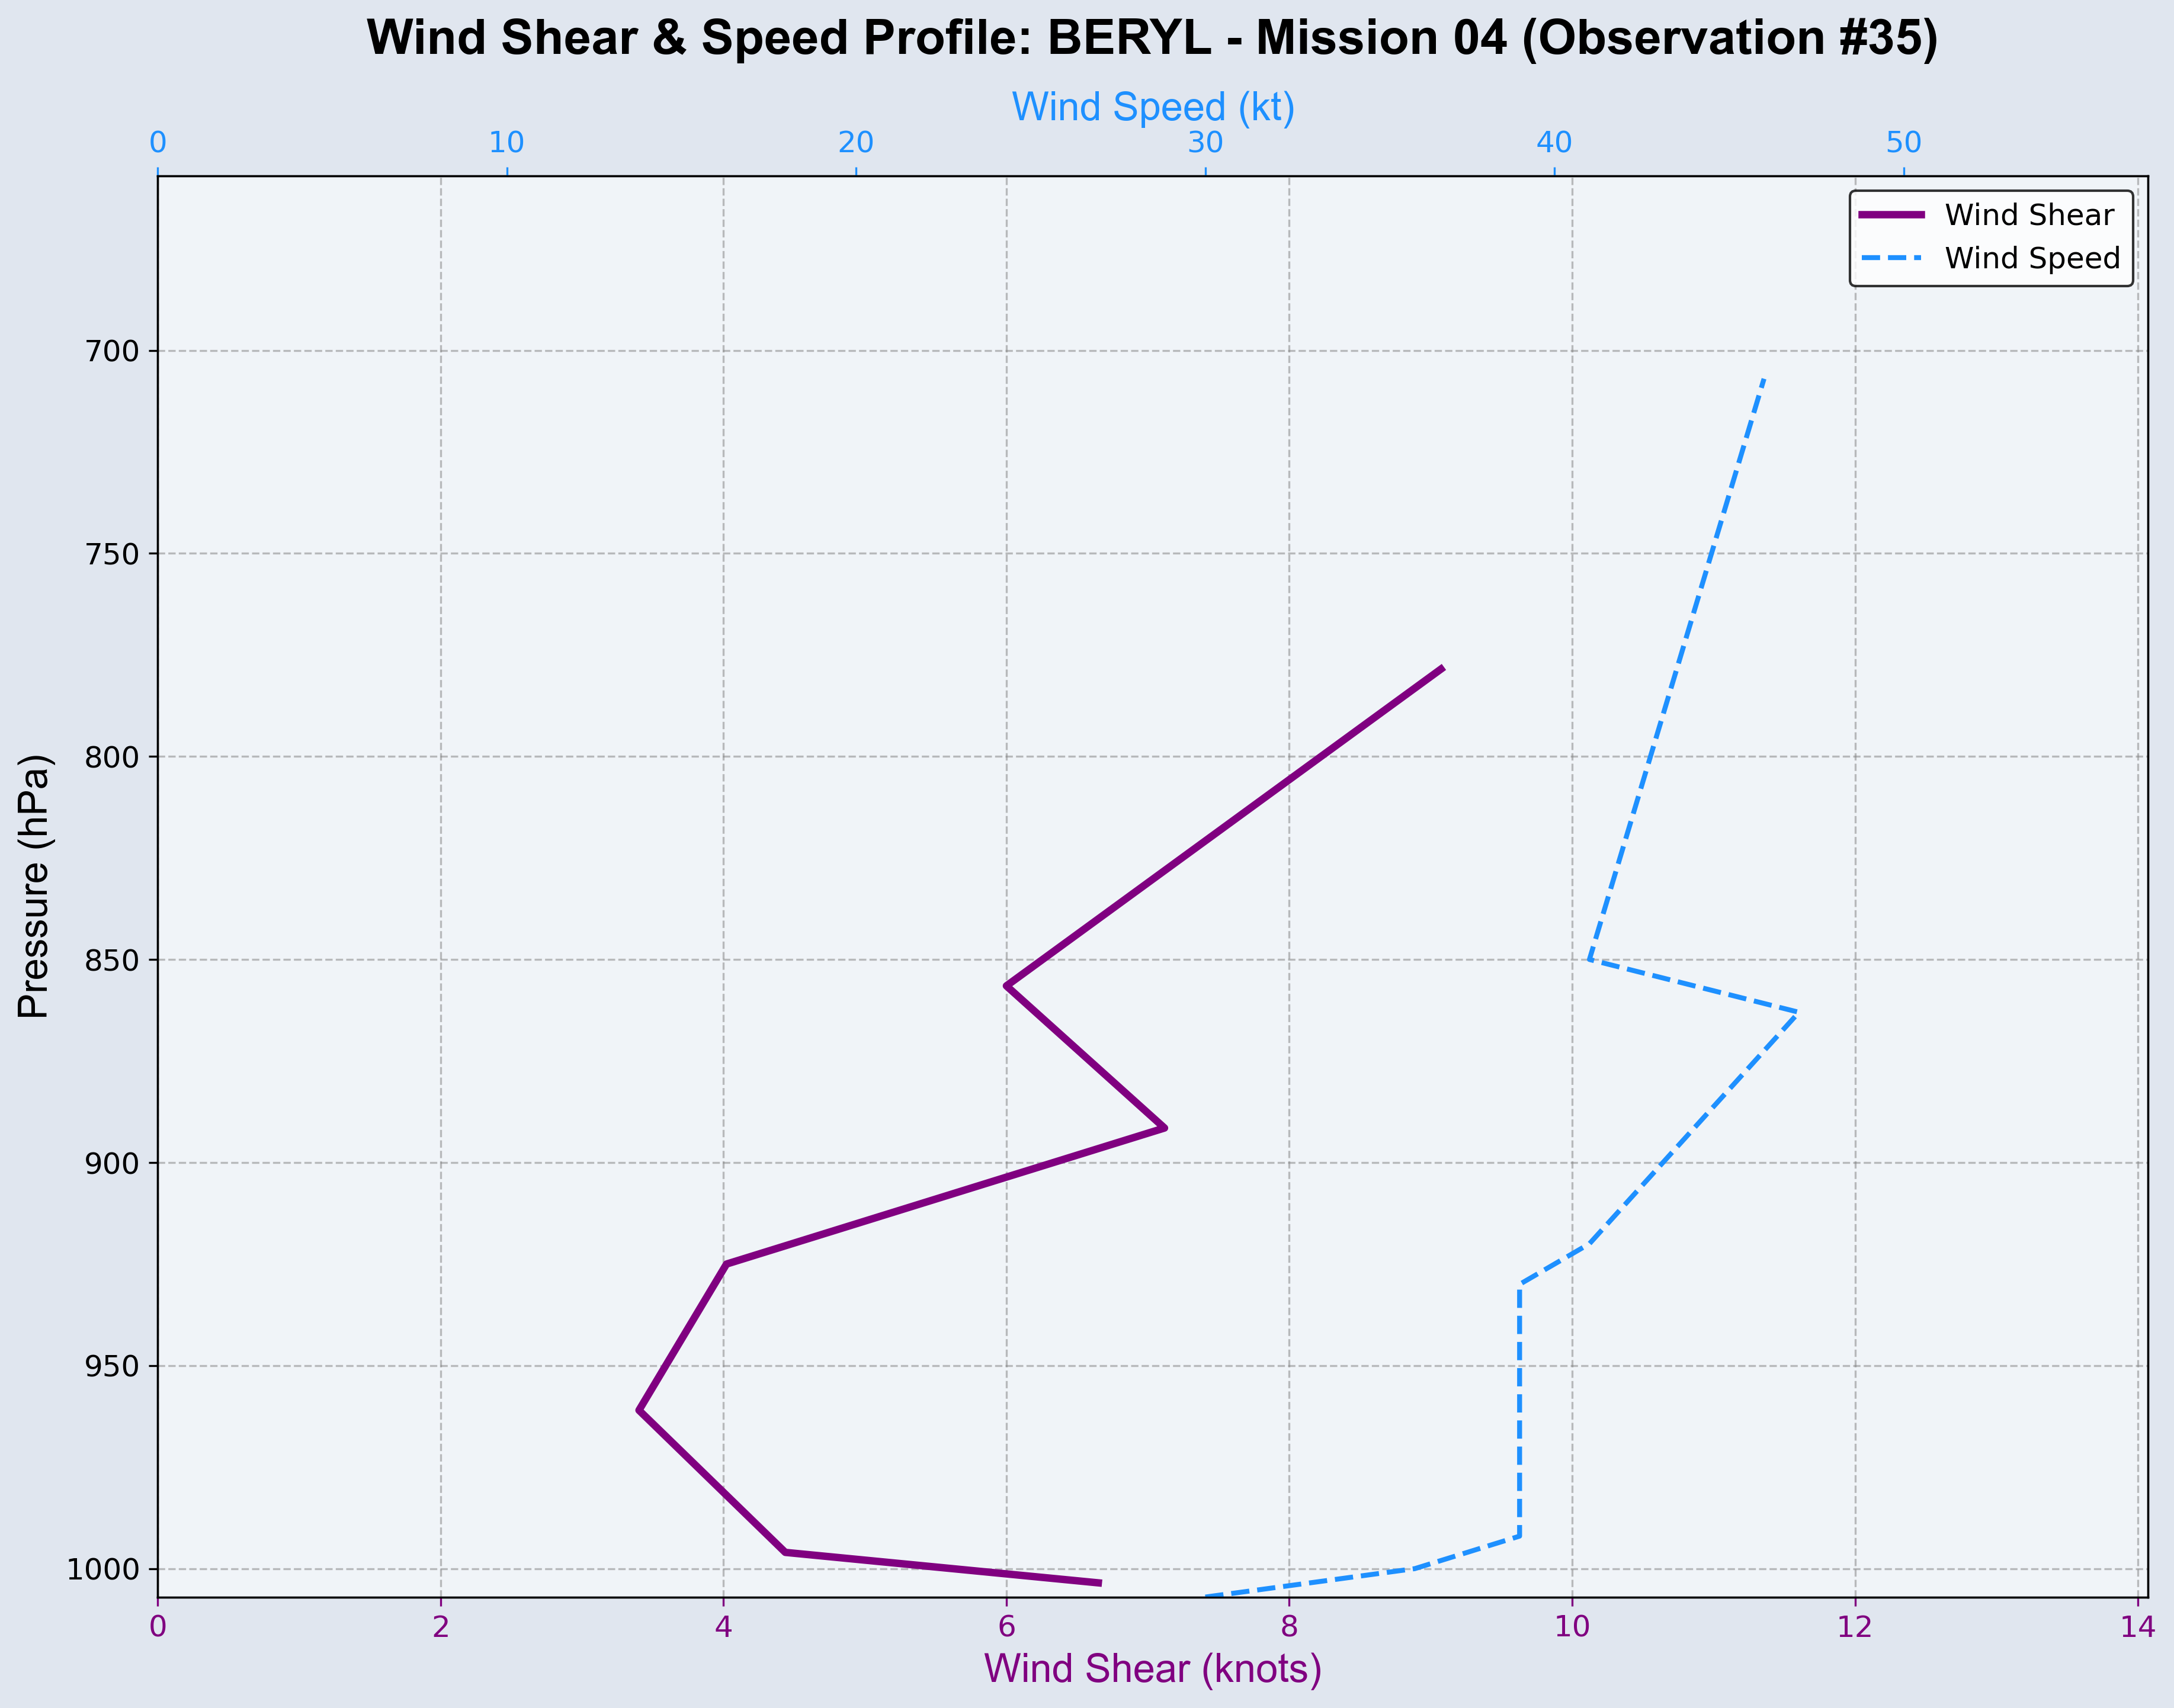 Wind Shear & Speed Profile: BERYL - Mission 04 (Observation #35)
Wind Speed (kt)
0 10 20 30 40 50
Wind Shear
Wind Speed
700
750
800
850
900
950
1000
Pressure (hPa)
0 2 4 6 8 10 12 14
Wind Shear (knots)